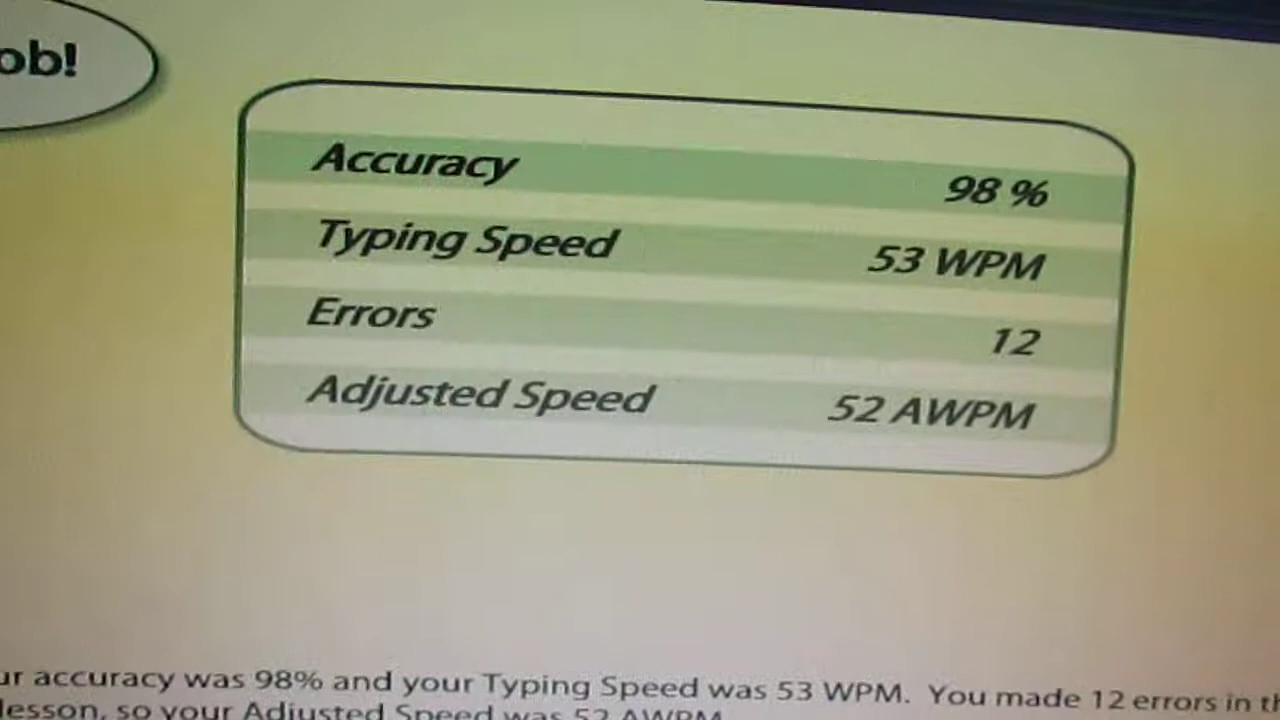 ob!
Accuracy 98 %
Typing Speed 53 WPM
Errors 12
Adjusted Speed 52 AWPM
ur accuracy was 98% and your Typing Speed was 53 WPM. You made 12 errors in th
lesson, so your Adjusted Speed was 52 AWPM